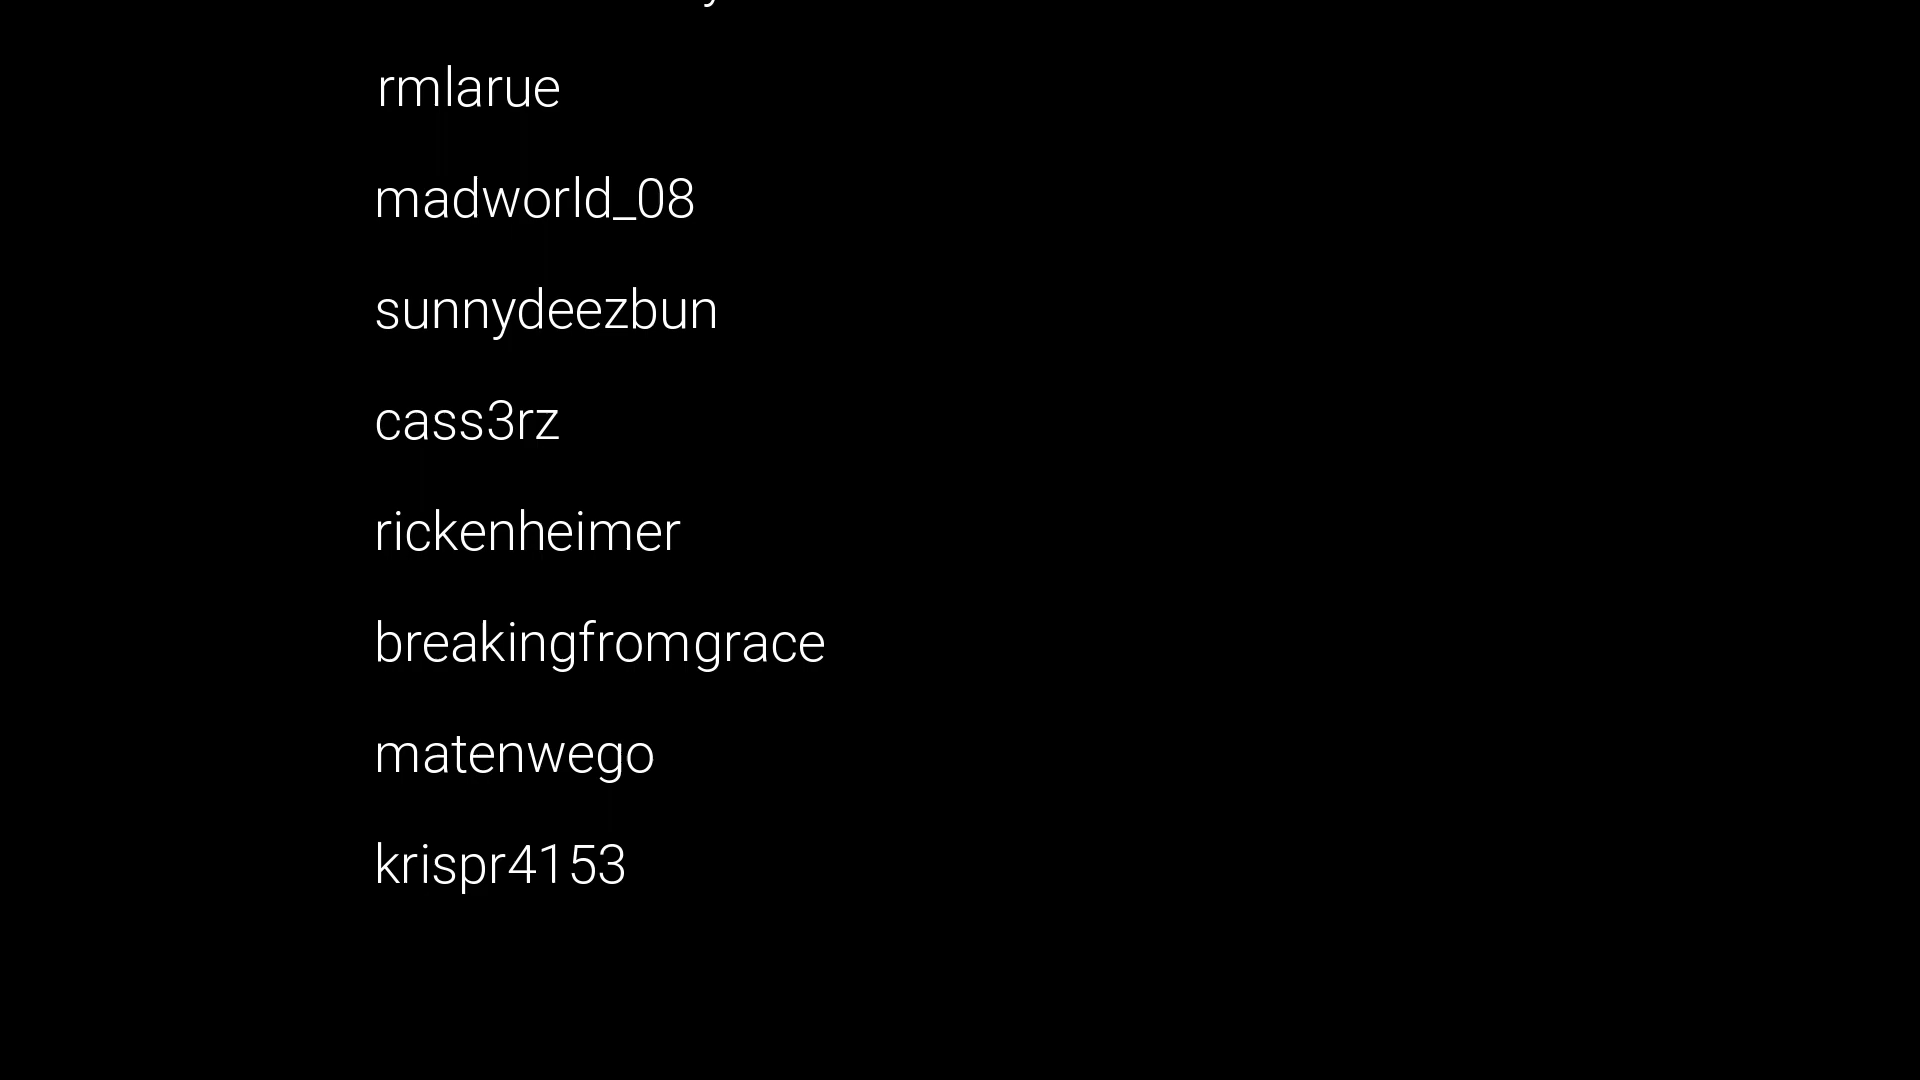 rmlarue
madworld_08
sunnydeezbun
cass3rz
rickenheimer
breakingfromgrace
matenwego
krispr4153